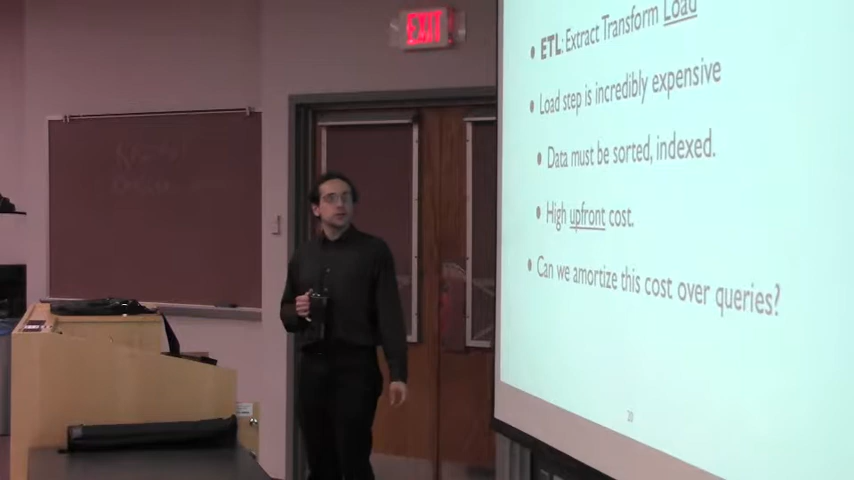 EXIT
• ETL: Extract Transform Load
• Load step is incredibly expensive
• Data must be sorted, indexed.
• High upfront cost.
• Can we amortize this cost over queries?